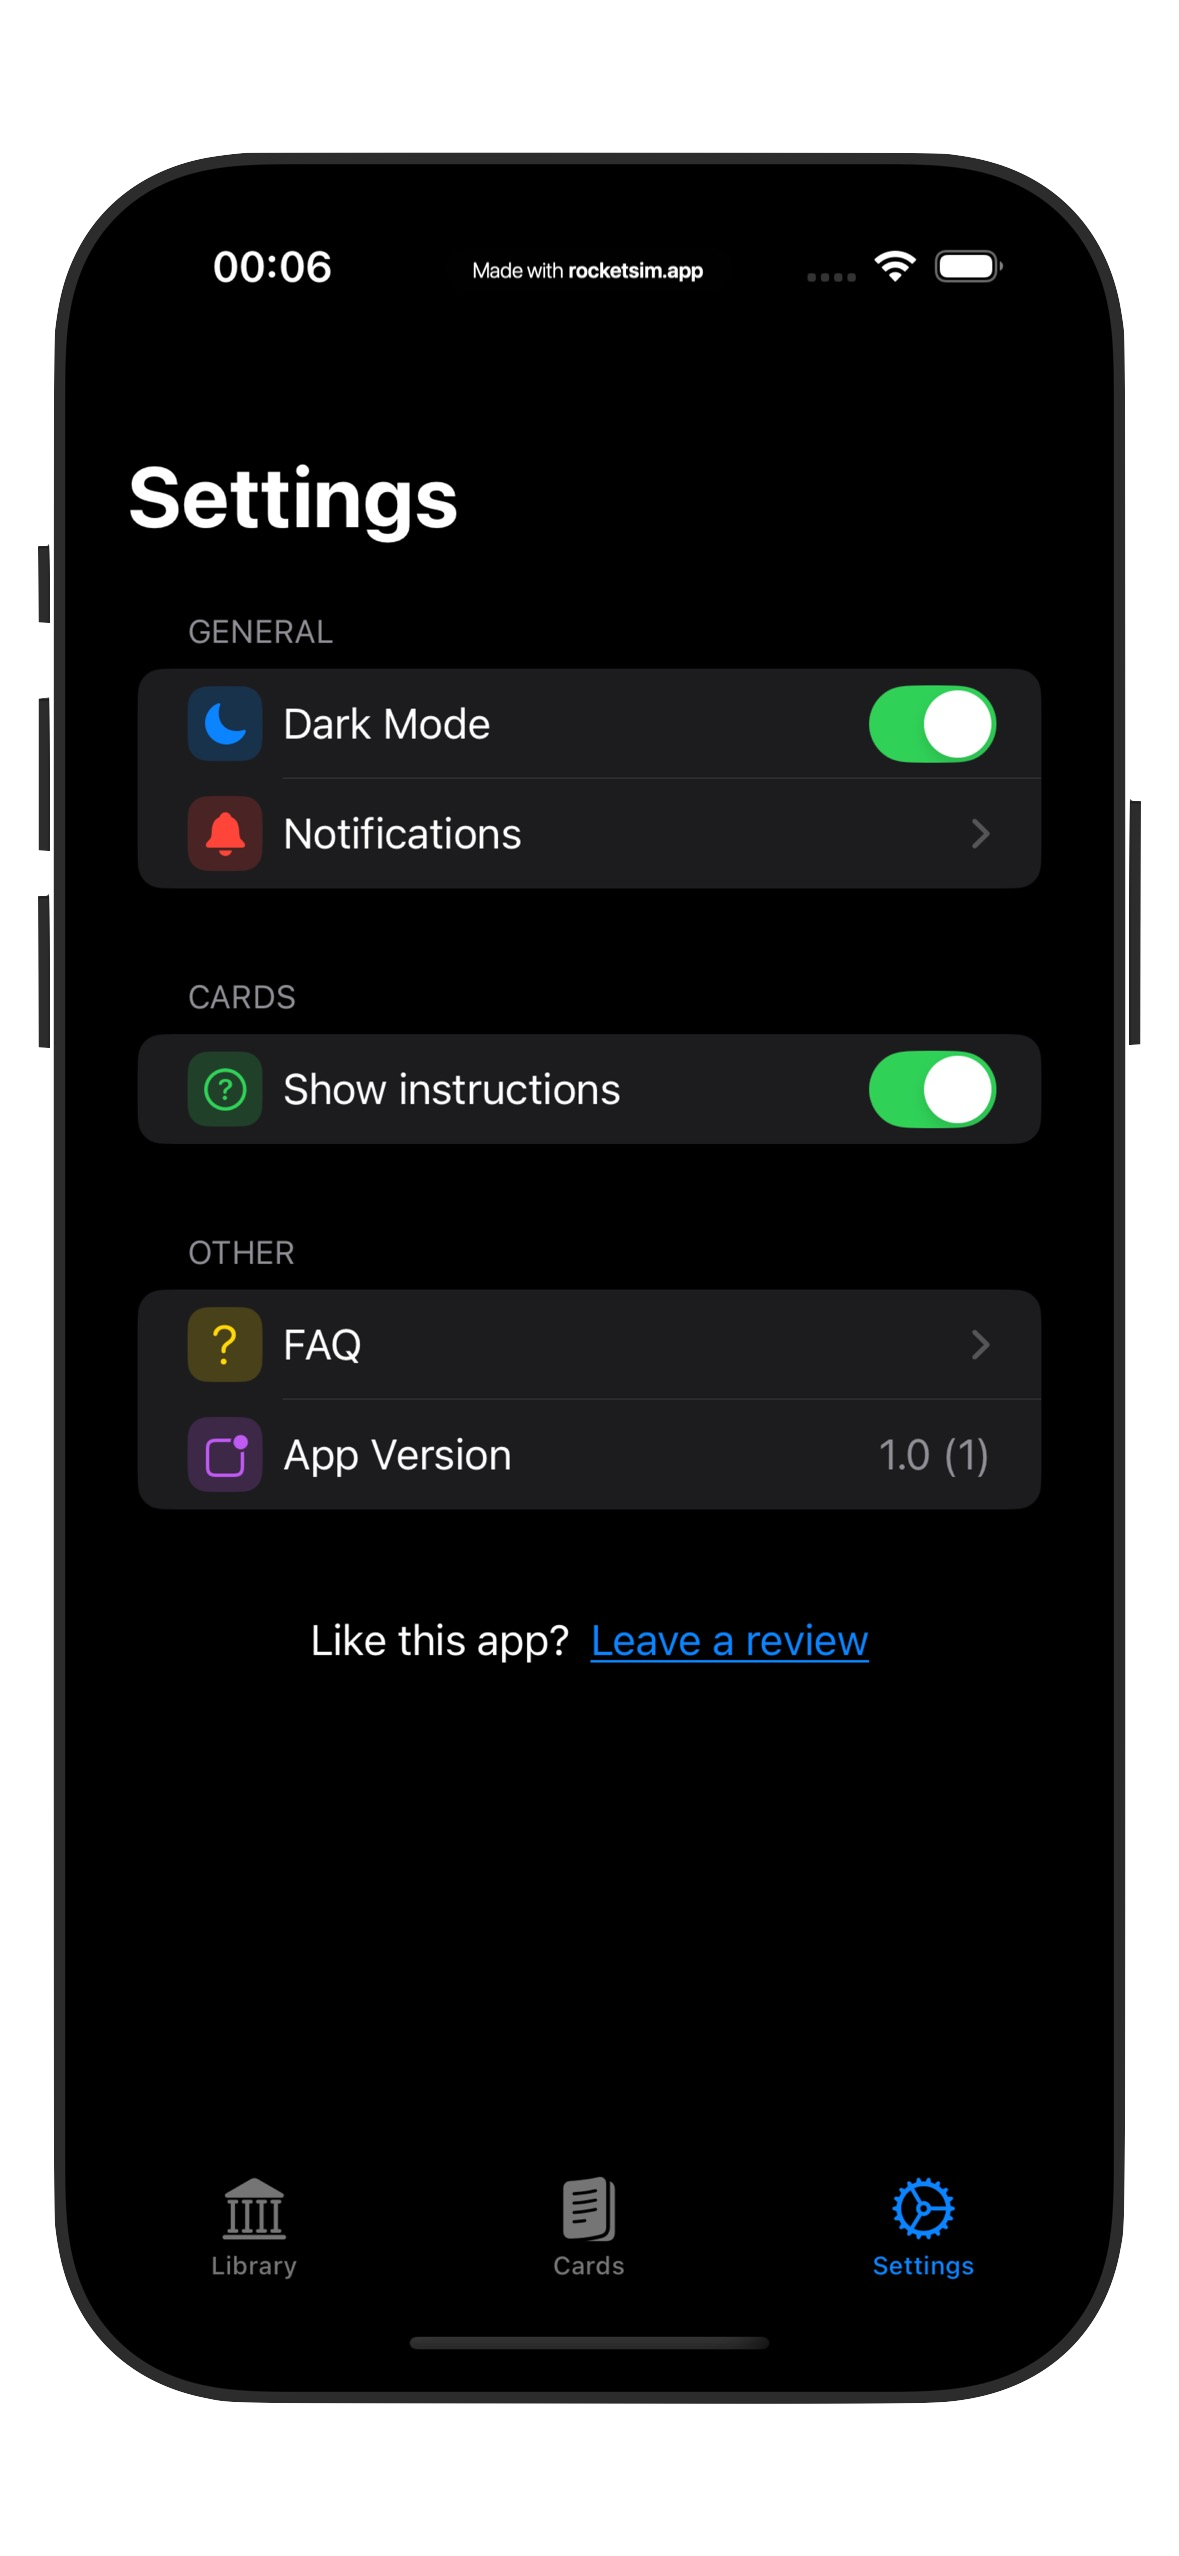 00:06
Made with rocketsim.app
Settings
GENERAL
Dark Mode
Notifications
CARDS
? Show instructions
OTHER
? FAQ
App Version 1.0 (1)
Like this app? Leave a review
Library Cards Settings